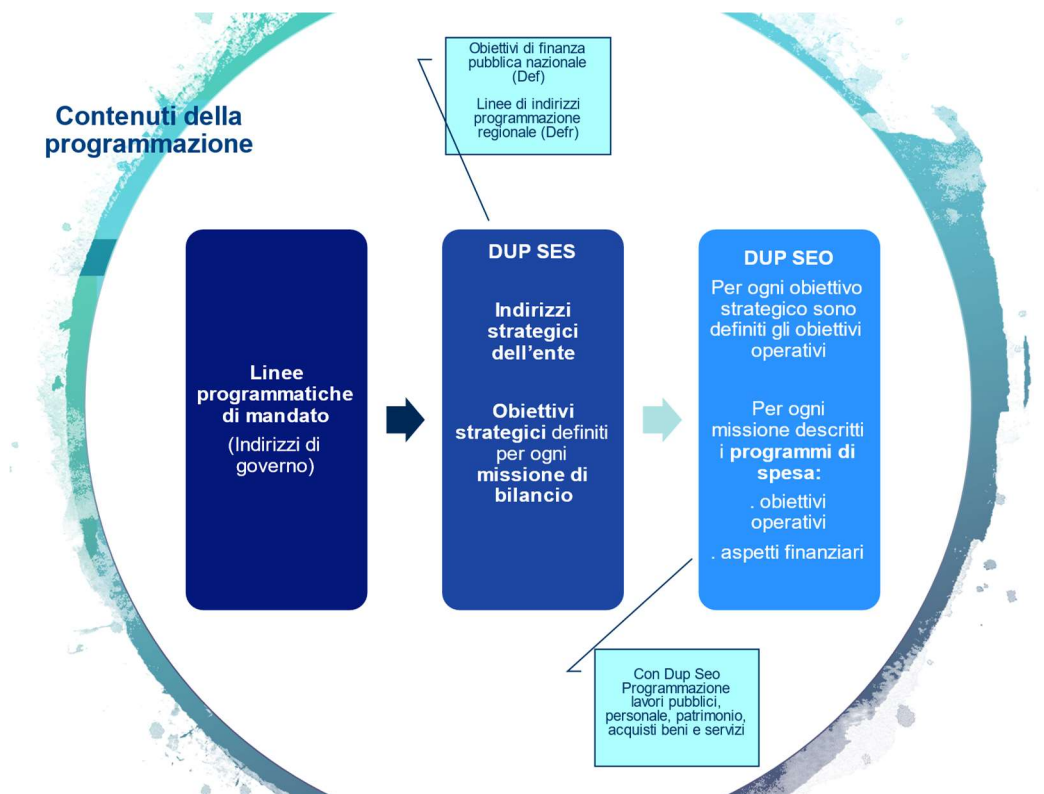 Contenuti della
programmazione
Obiettivi di finanza
pubblica nazionale
(Def)
Linee di indirizzi
programmazione
regionale (Defr)
Linee
programmatiche
di mandato
(Indirizzi di
governo)
DUP SES
Indirizzi
strategici
dell'ente
Obiettivi
strategici definiti
per ogni
missione di
bilancio
DUP SEO
Per ogni obiettivo
strategico sono
definiti gli obiettivi
operativi
Per ogni
missione descritti
i programmi di
spesa:
. obiettivi
operativi
. aspetti finanziari
Con Dup Seo
Programmazione
lavori pubblici,
personale, patrimonio,
acquisti beni e servizi